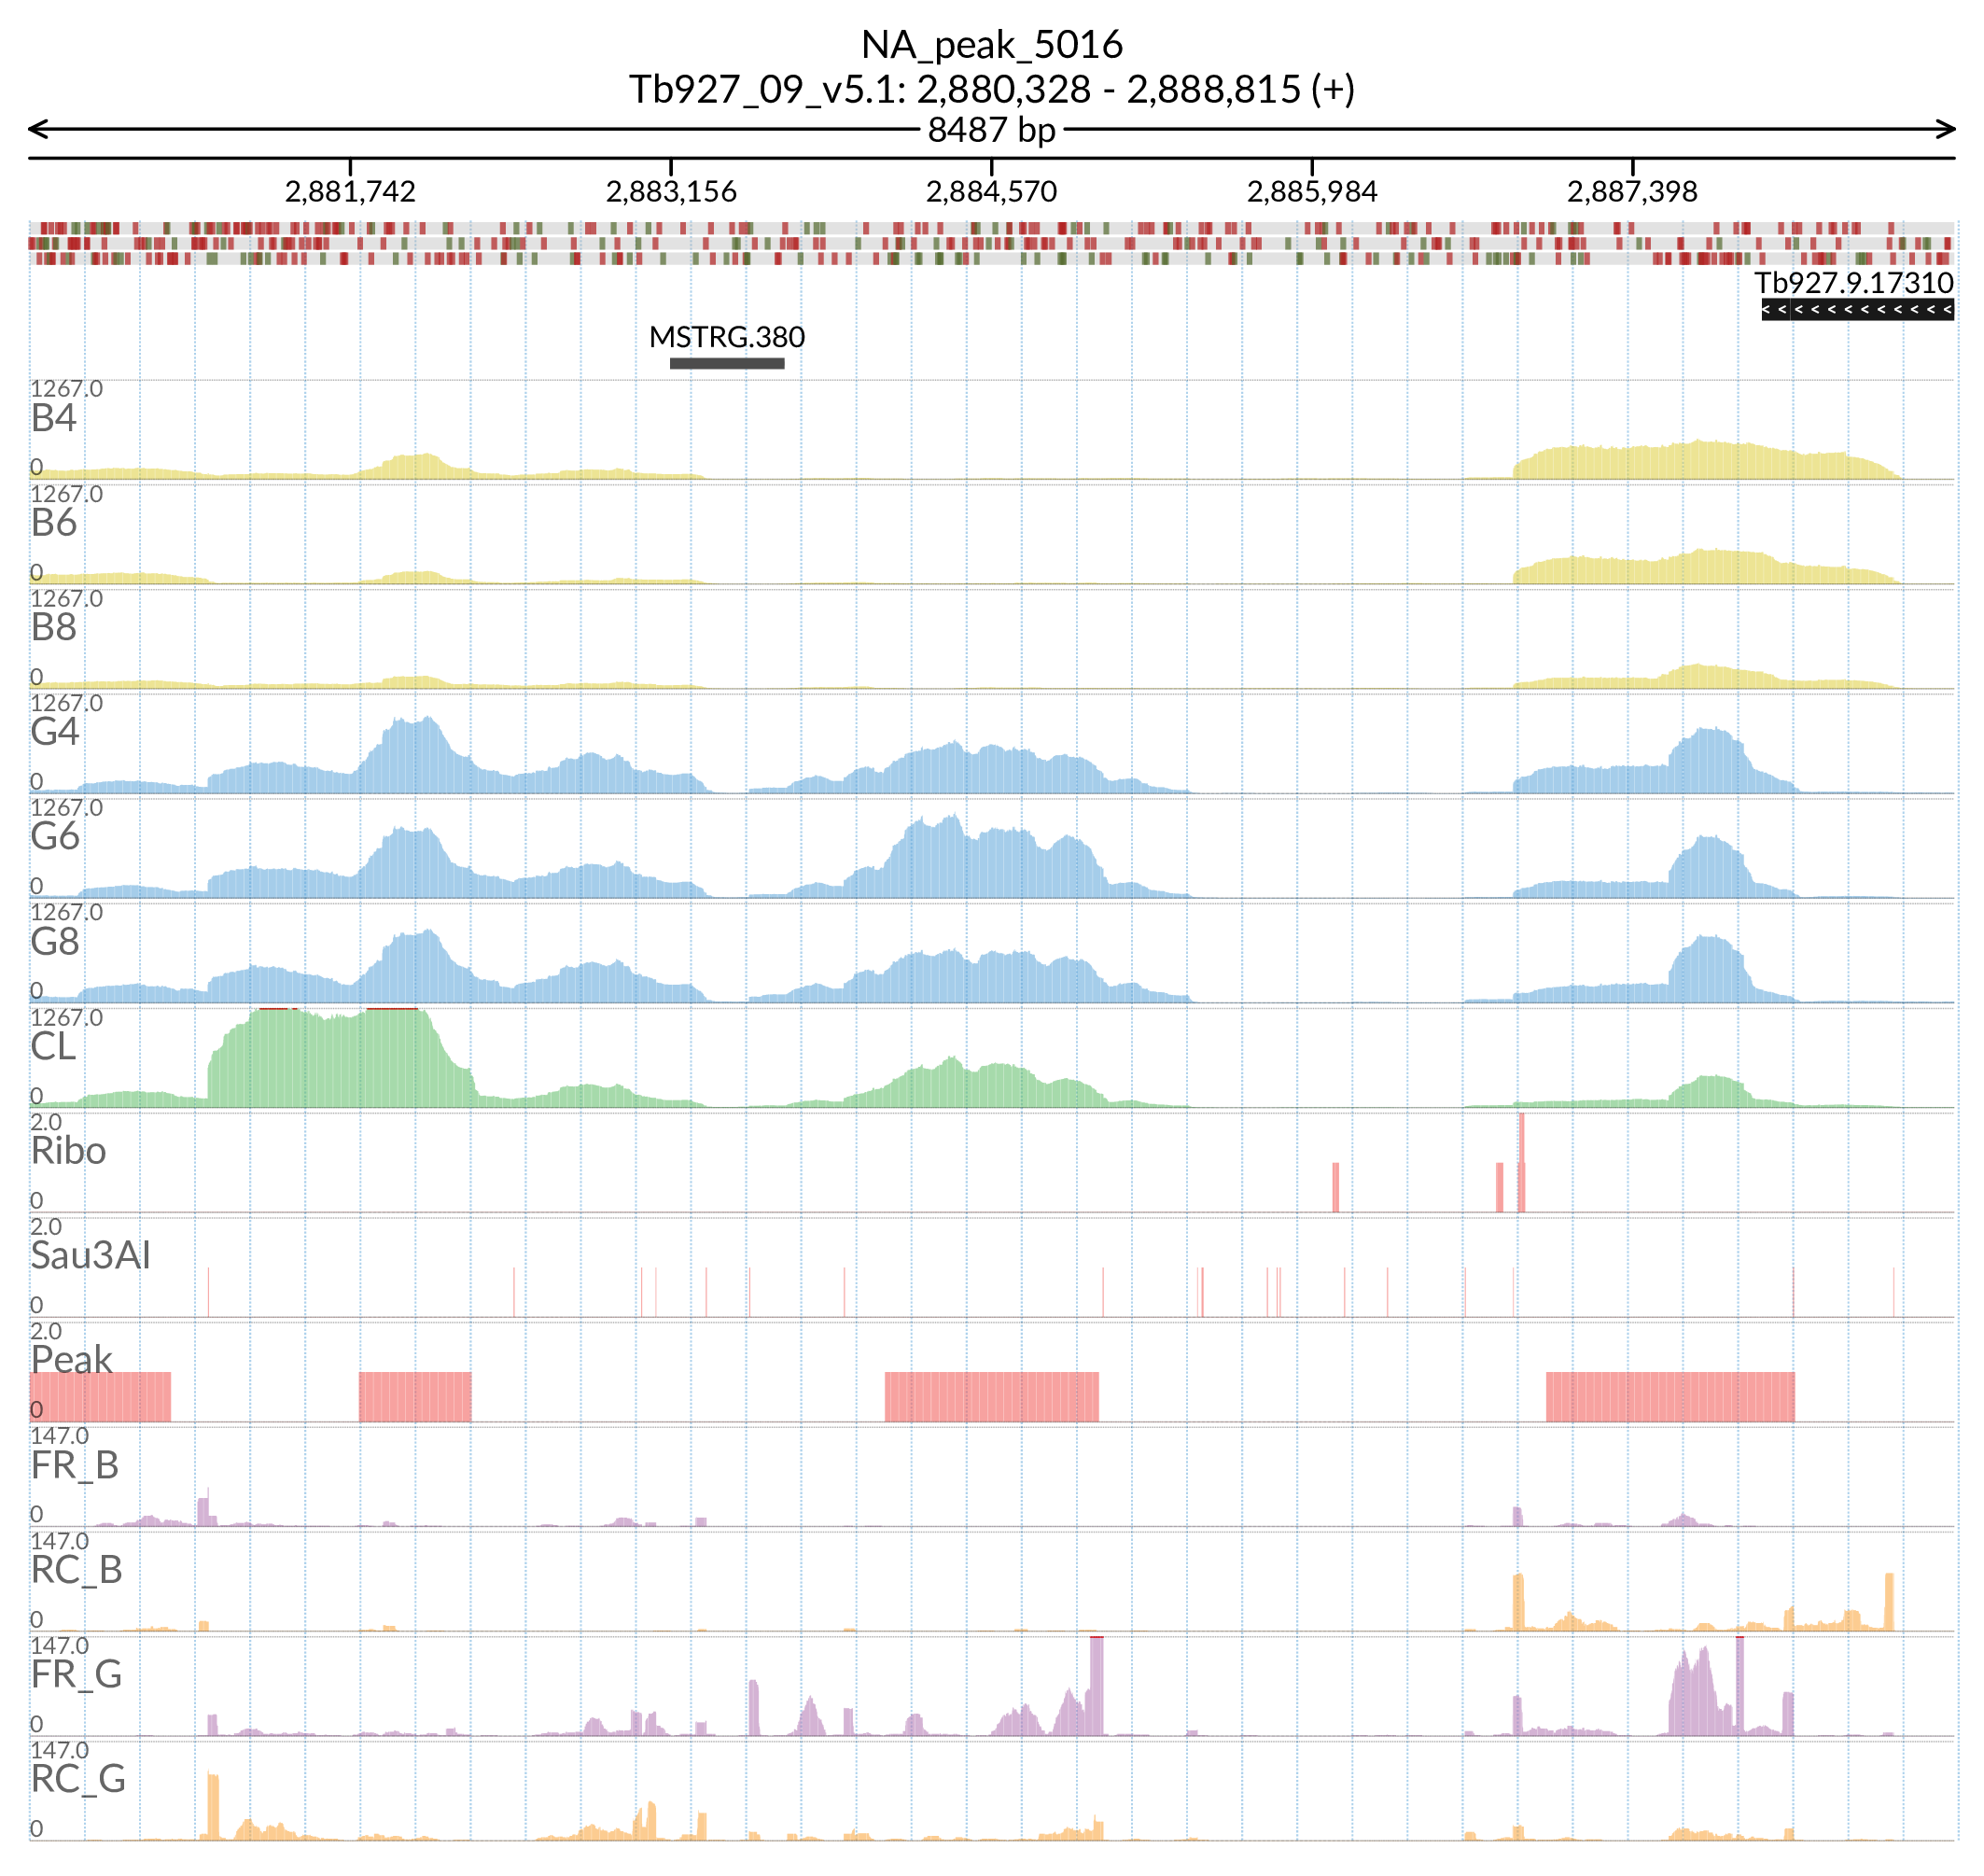 NA_peak_5016
Tb927_09_v5.1: 2,880,328 - 2,888,815 (+)
8487 bp
2,881,742 2,883,156 2,884,570 2,885,984 2,887,398
Tb927.9.17310
< < < < < < < < < < < <
MSTRG.380
1267.0
B4
0
1267.0
B6
0
1267.0
B8
0
1267.0
G4
0
1267.0
G6
0
1267.0
G8
0
1267.0
CL
0
2.0
Ribo
0
2.0
Sau3AI
0
2.0
Peak
0
147.0
FR_B
0
147.0
RC_B
0
147.0
FR_G
0
147.0
RC_G
0